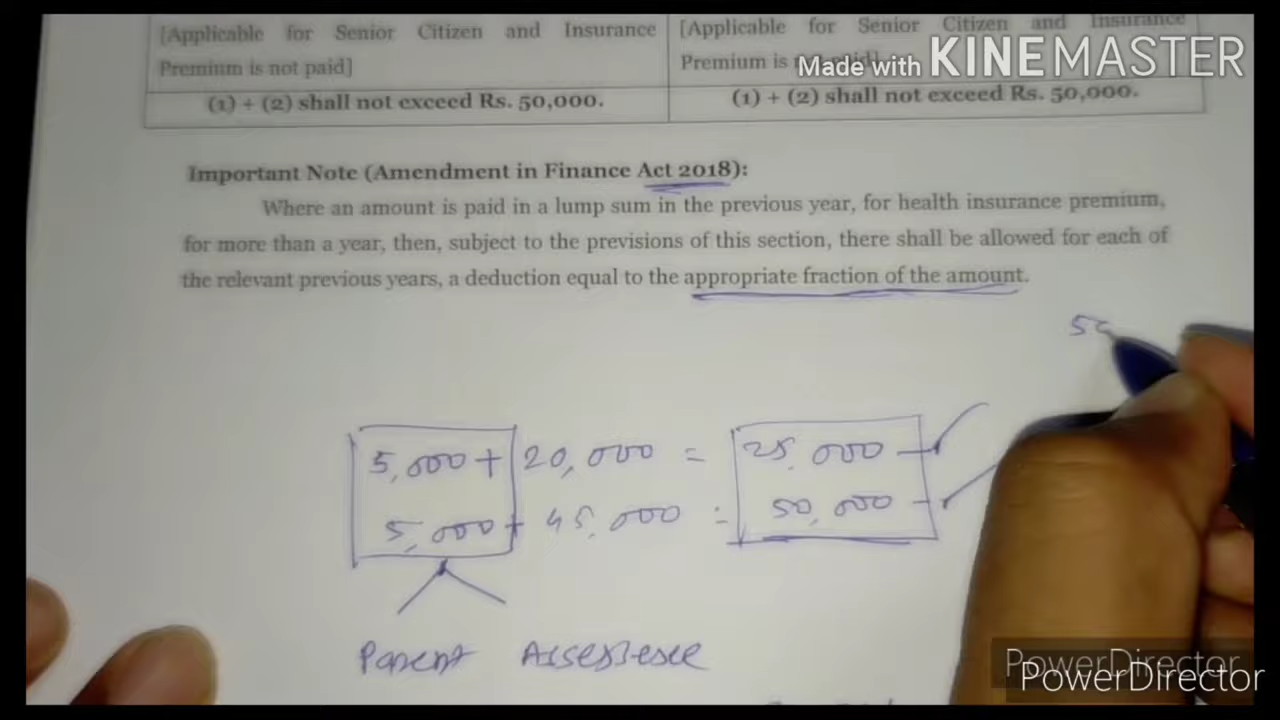 [Applicable for Senior Citizen and Insurance Premium is not paid]
[Applicable for Senior Citizen and Insurance Premium is
Made with KINEMASTER
(1) + (2) shall not exceed Rs. 50,000.
(1) + (2) shall not exceed Rs. 50,000.
Important Note (Amendment in Finance Act 2018):
Where an amount is paid in a lump sum in the previous year, for health insurance premium,
for more than a year, then, subject to the previsions of this section, there shall be allowed for each of
the relevant previous years, a deduction equal to the appropriate fraction of the amount.
5,000 + 20,000 = 25,000
5,000 + 45,000 = 50,000
Parent
PowerDirector
PowerDirector